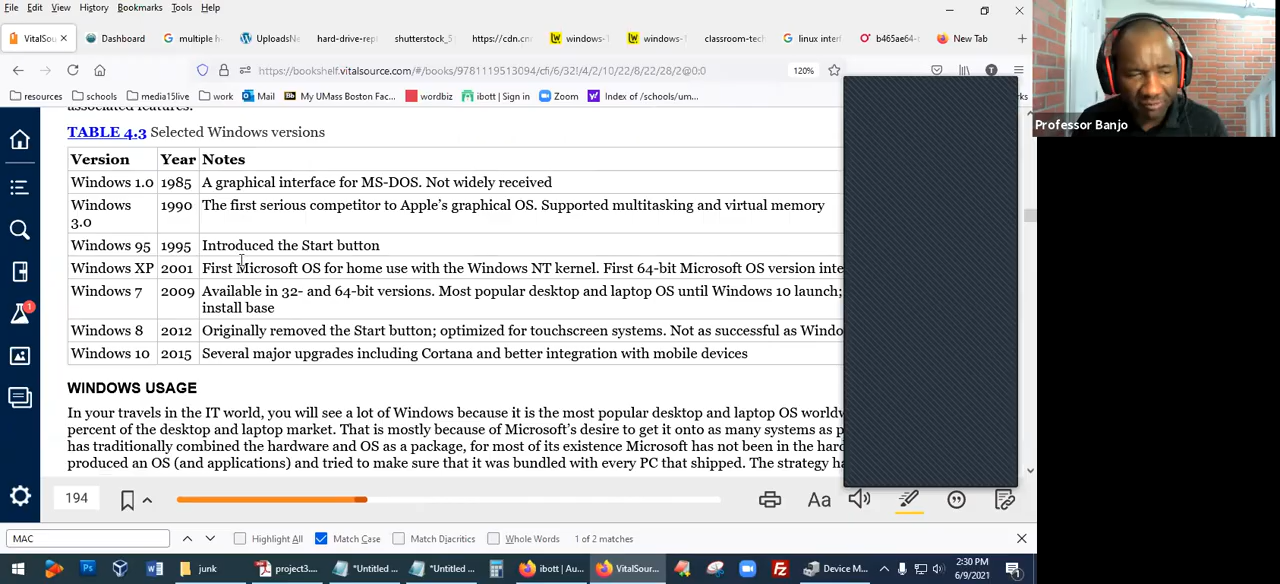 File Edit View History Bookmarks Tools Help
VitalSource Dashboard multiple h UploadsNe hard-drive-rep shutterstock_5 https://cdn.cn windows-1 windows-1 classroom-tech linux interf b465ae64- New Tab
https://bookshelf.vitalsource.com/#/books/9781119513094/cfi/6/32!/4/2/10/22/8/22/28/2@0:0 120%
resources schools media15live work Mail My UMass Boston Fac... wordbiz ibott | Sign in Zoom Index of /schools/um...
Professor Banjo
associated features.
TABLE 4.3 Selected Windows versions
Version Year Notes
Windows 1.0 1985 A graphical interface for MS-DOS. Not widely received
Windows 1990 The first serious competitor to Apple's graphical OS. Supported multitasking and virtual memory
3.0
Windows 95 1995 Introduced the Start button
Windows XP 2001 First Microsoft OS for home use with the Windows NT kernel. First 64-bit Microsoft OS version inte
Windows 7 2009 Available in 32- and 64-bit versions. Most popular desktop and laptop OS until Windows 10 launch;
install base
Windows 8 2012 Originally removed the Start button; optimized for touchscreen systems. Not as successful as Windo
Windows 10 2015 Several major upgrades including Cortana and better integration with mobile devices
WINDOWS USAGE
In your travels in the IT world, you will see a lot of Windows because it is the most popular desktop and laptop OS worldw
percent of the desktop and laptop market. That is mostly because of Microsoft's desire to get it onto as many systems as p
has traditionally combined the hardware and OS as a package, for most of its existence Microsoft has not been in the hard
produced an OS (and applications) and tried to make sure that it was bundled with every PC that shipped. The strategy ha
194 Aa
MAC Highlight All Match Case Match Diacritics Whole Words 1 of 2 matches
junk project3.... *Untitled ... *Untitled ... ibott | Au... VitalSour... Device M... 2:30 PM
6/9/2021